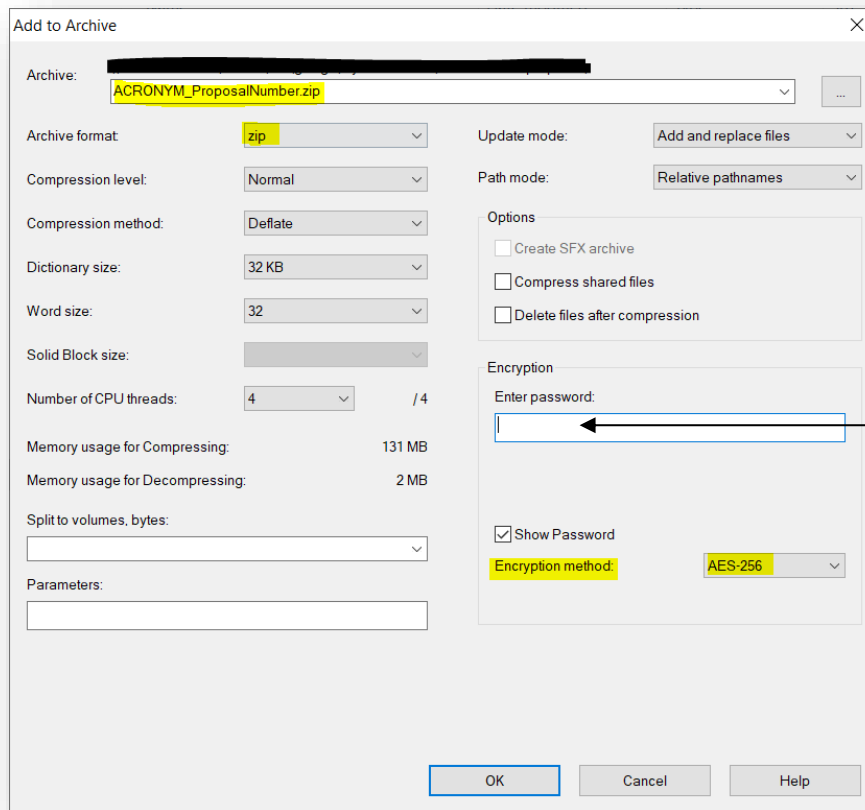 Add to Archive
Archive:
ACRONYM_ProposalNumber.zip
...
Archive format:
zip
Update mode:
Add and replace files
Compression level:
Normal
Path mode:
Relative pathnames
Compression method:
Deflate
Options
Create SFX archive
Dictionary size:
32 KB
Compress shared files
Word size:
32
Delete files after compression
Solid Block size:
Encryption
Number of CPU threads:
4
/ 4
Enter password:
Memory usage for Compressing:
131 MB
Memory usage for Decompressing:
2 MB
Split to volumes, bytes:
Show Password
Encryption method:
AES-256
Parameters:
OK
Cancel
Help